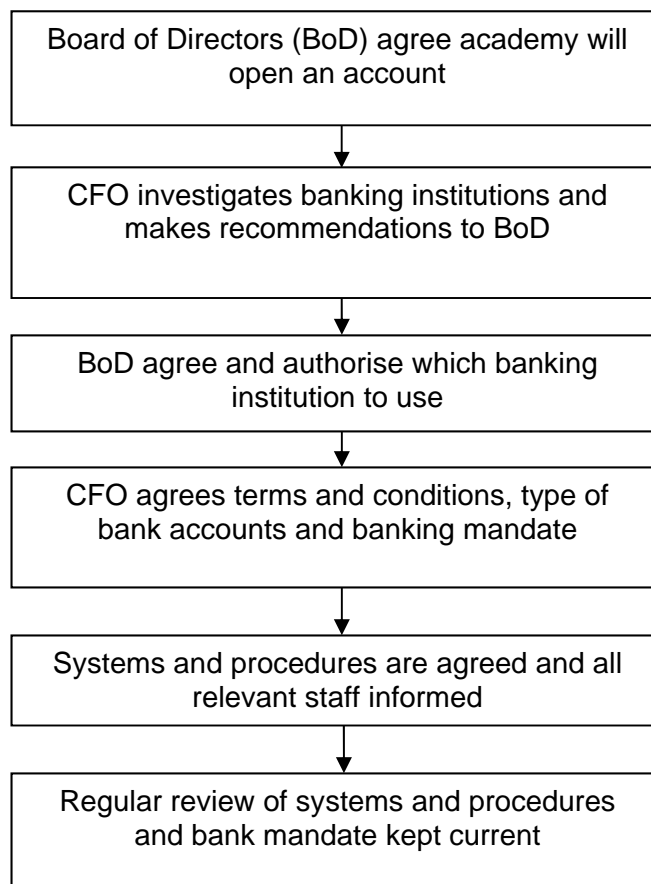 Board of Directors (BoD) agree academy will
open an account
CFO investigates banking institutions and
makes recommendations to BoD
BoD agree and authorise which banking
institution to use
CFO agrees terms and conditions, type of
bank accounts and banking mandate
Systems and procedures are agreed and all
relevant staff informed
Regular review of systems and procedures
and bank mandate kept current